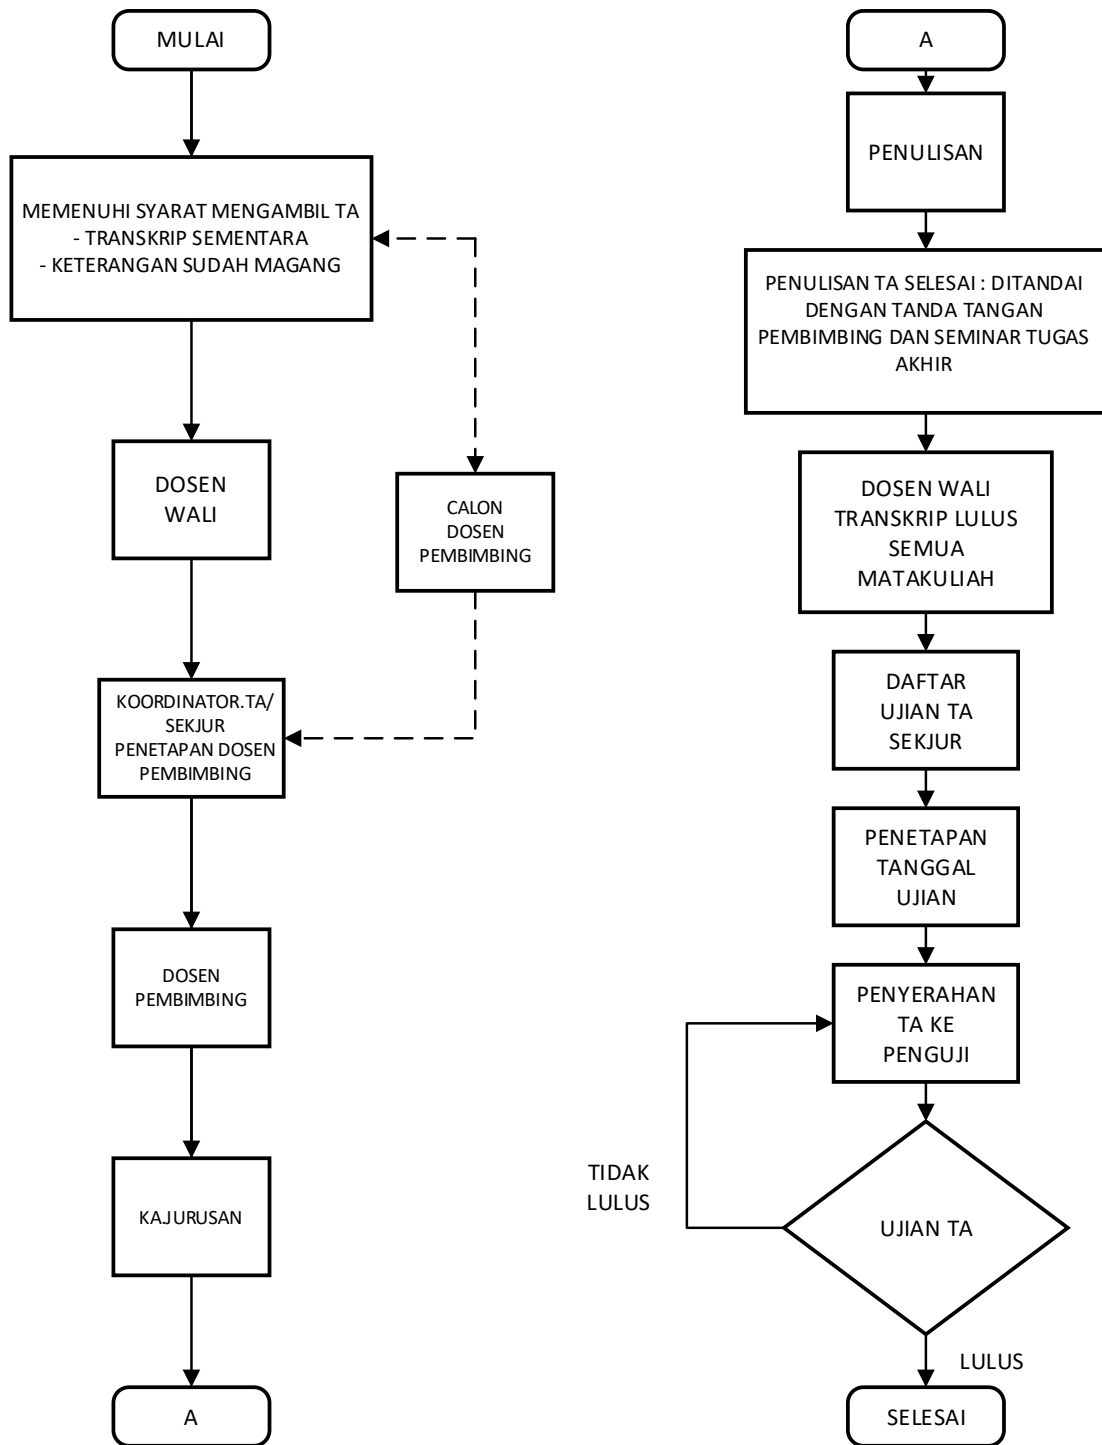 MULAI
MEMENUHI SYARAT MENGAMBIL TA
- TRANSKRIP SEMENTARA
- KETERANGAN SUDAH MAGANG
DOSEN
WALI
CALON
DOSEN
PEMBIMBING
KOORDINATOR.TA/
SEKJUR
PENETAPAN DOSEN
PEMBIMBING
DOSEN
PEMBIMBING
KA.JURUSAN
A
A
PENULISAN
PENULISAN TA SELESAI : DITANDAI
DENGAN TANDA TANGAN
PEMBIMBING DAN SEMINAR TUGAS
AKHIR
DOSEN WALI
TRANSKRIP LULUS
SEMUA
MATAKULIAH
DAFTAR
UJIAN TA
SEKJUR
PENETAPAN
TANGGAL
UJIAN
PENYERAHAN
TA KE
PENGUJI
TIDAK
LULUS
UJIAN TA
LULUS
SELESAI